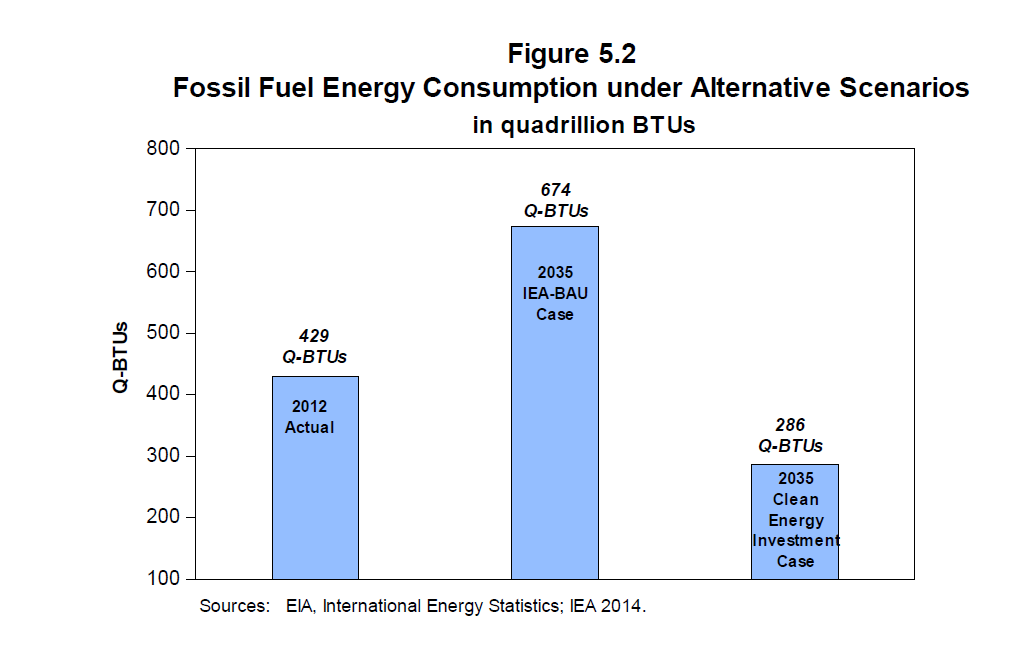 Figure 5.2
Fossil Fuel Energy Consumption under Alternative Scenarios
in quadrillion BTUs
800
700
600
500
400
300
200
100
Q-BTUs
429
Q-BTUs
2012
Actual
674
Q-BTUs
2035
IEA-BAU
Case
286
Q-BTUs
2035
Clean
Energy
Investment
Case
Sources: EIA, International Energy Statistics; IEA 2014.